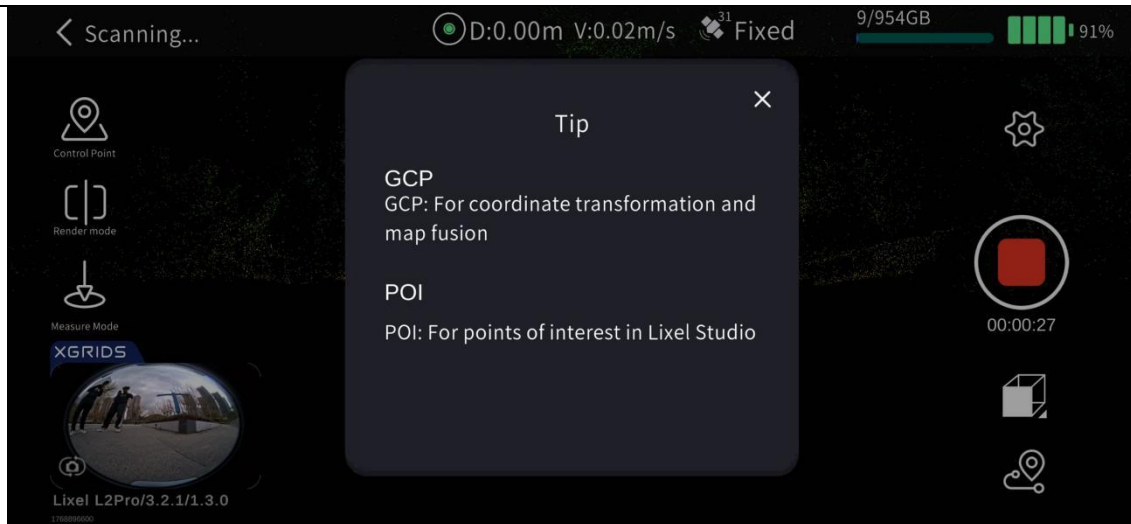 Scanning...
D:0.00m V:0.02m/s
31
Fixed
9/954GB
91%
Control Point
Render mode
Measure Mode
XGRIDS
Lixel L2Pro/3.2.1/1.3.0
1768896600
Tip
GCP
GCP: For coordinate transformation and
map fusion
POI
POI: For points of interest in Lixel Studio
00:00:27